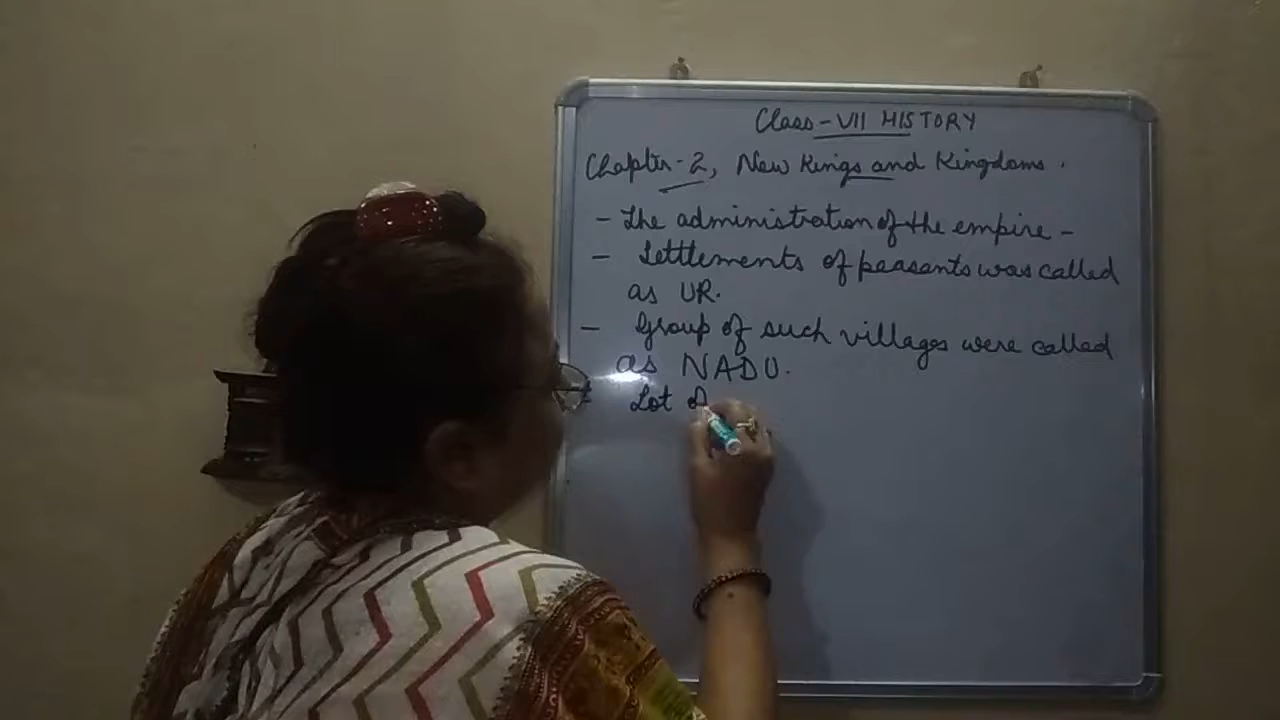 Class-VII HISTORY
Chapter-2, New Kings and Kingdoms.
- The administration of the empire -
- Settlements of peasants was called
as UR.
- Group of such villages were called
as NADU.
Lot of